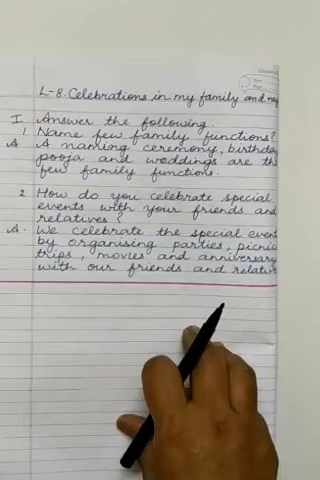 L-8. Celebrations in my family and
I Answer the following.
1 Name few family functions?
A A naming ceremony, birthday
pooja and weddings are the
few family functions.
2 How do you celebrate special
events with your friends and
relatives?
A. We celebrate the special event
by organising parties, picnic
trips, movies and anniversary
with our friends and relativ